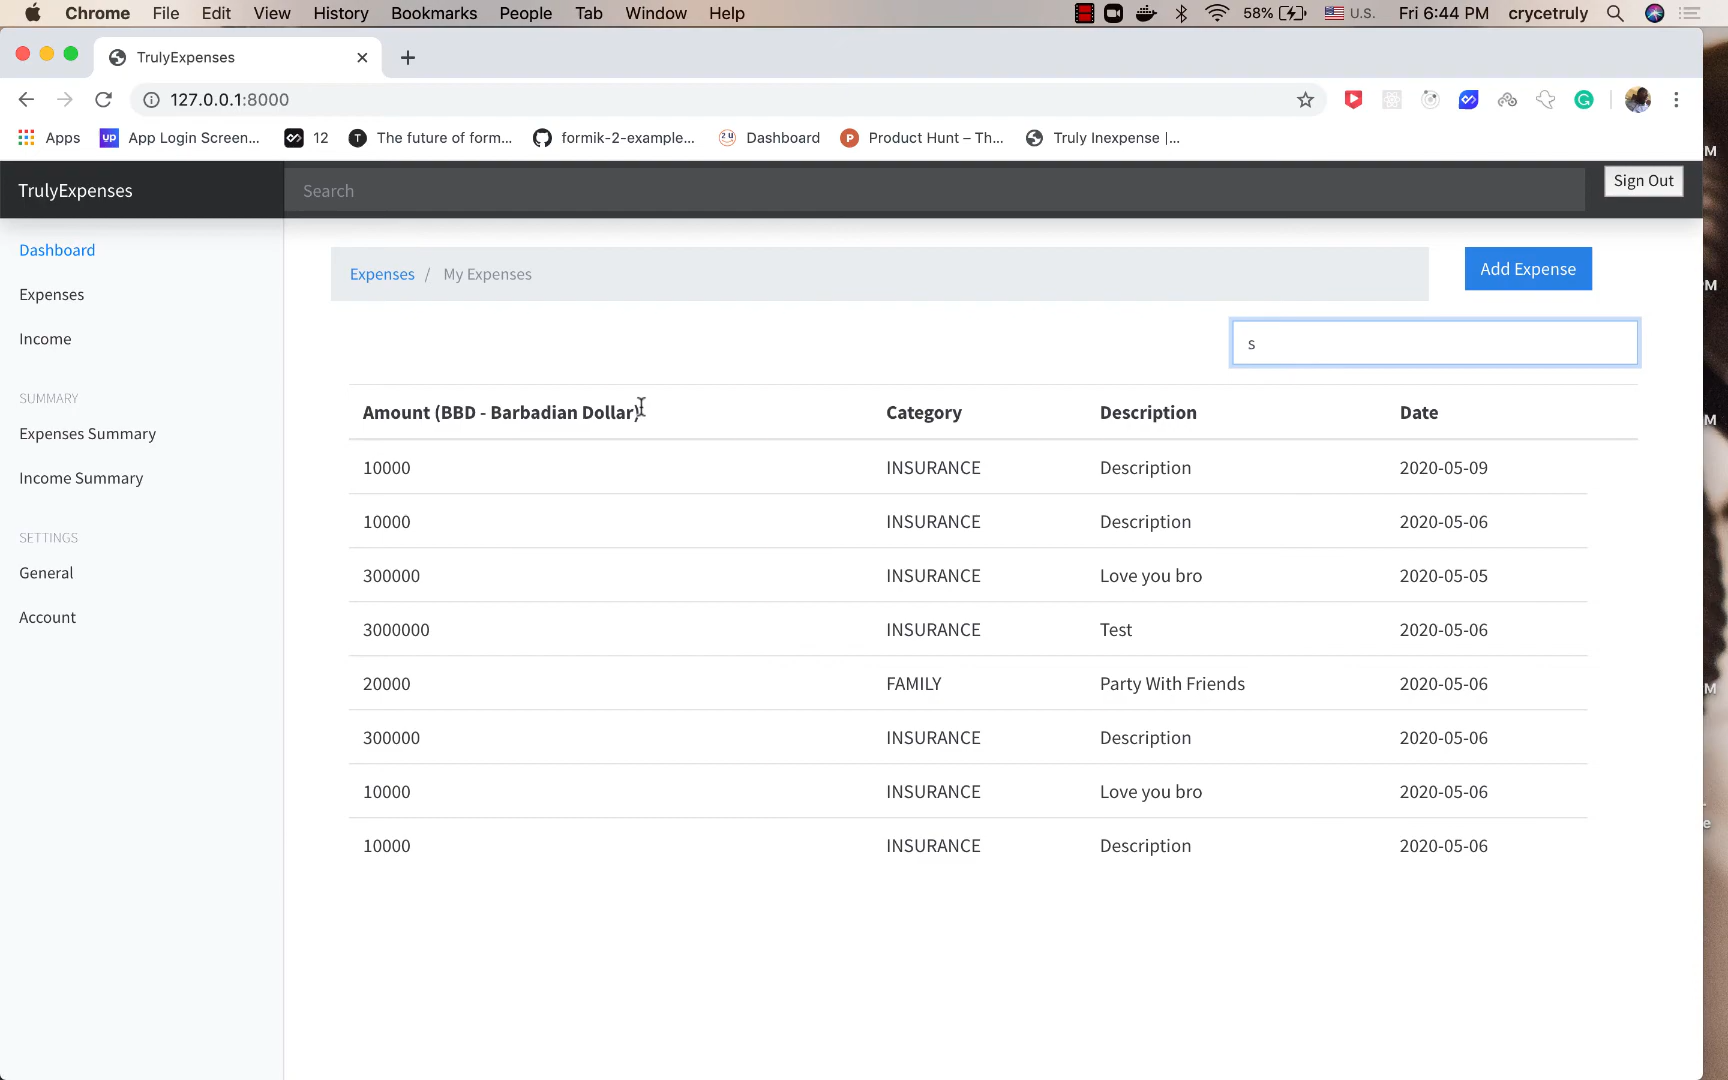 Chrome File Edit View History Bookmarks People Tab Window Help 58% U.S. Fri 6:44 PM crycetruly
TrulyExpenses
127.0.0.1:8000
Apps up App Login Screen... 12 T The future of form... formik-2-example... Dashboard P Product Hunt – Th... Truly Inexpense |...
TrulyExpenses Search Sign Out
Dashboard
Expenses
Income
SUMMARY
Expenses Summary
Income Summary
SETTINGS
General
Account
Expenses / My Expenses Add Expense
s
Amount (BBD - Barbadian Dollar) Category Description Date
10000 INSURANCE Description 2020-05-09
10000 INSURANCE Description 2020-05-06
300000 INSURANCE Love you bro 2020-05-05
3000000 INSURANCE Test 2020-05-06
20000 FAMILY Party With Friends 2020-05-06
300000 INSURANCE Description 2020-05-06
10000 INSURANCE Love you bro 2020-05-06
10000 INSURANCE Description 2020-05-06